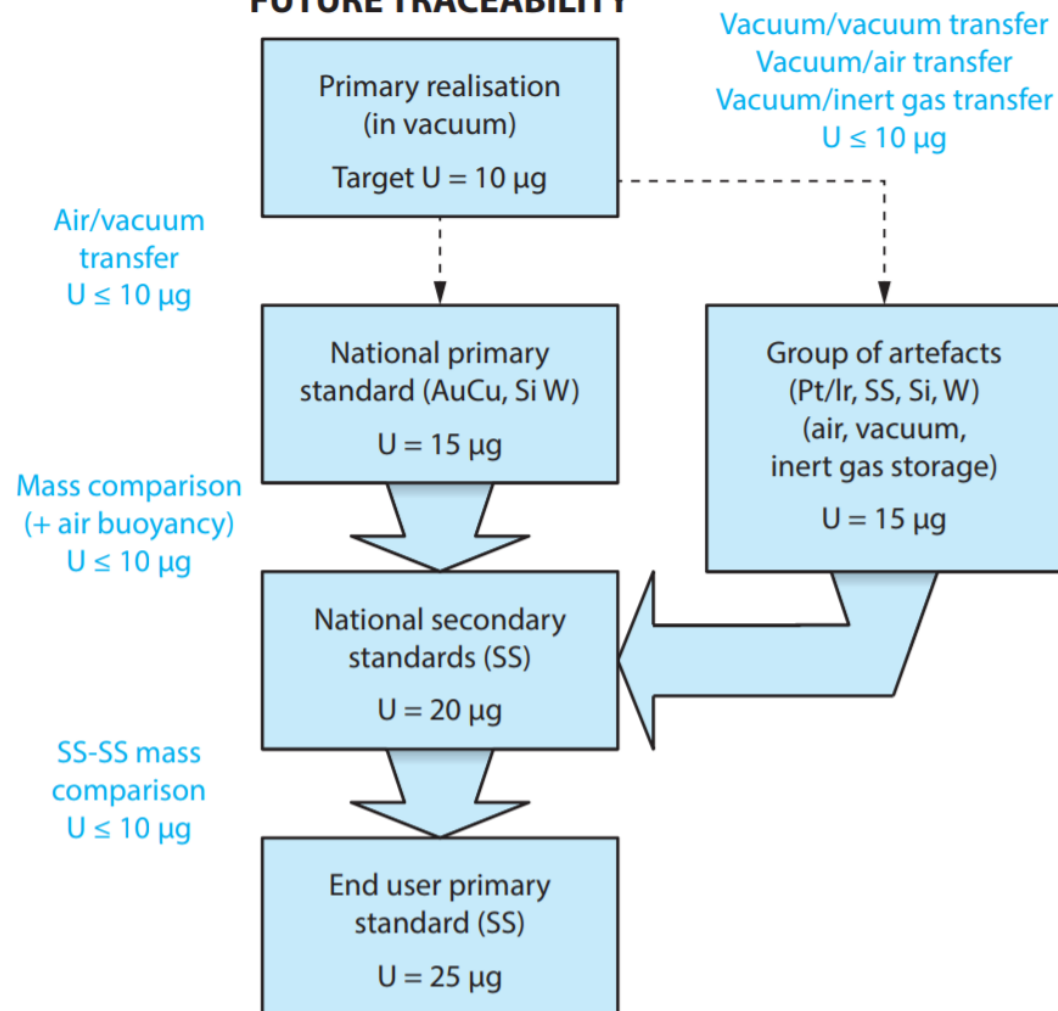 FUTURE TRACEABILITY
Vacuum/vacuum transfer
Vacuum/air transfer
Vacuum/inert gas transfer
U ≤ 10 µg
Primary realisation
(in vacuum)
Target U = 10 µg
Air/vacuum
transfer
U ≤ 10 µg
National primary
standard (AuCu, Si W)
U = 15 µg
Group of artefacts
(Pt/Ir, SS, Si, W)
(air, vacuum,
inert gas storage)
U = 15 µg
Mass comparison
(+ air buoyancy)
U ≤ 10 µg
National secondary
standards (SS)
U = 20 µg
SS-SS mass
comparison
U ≤ 10 µg
End user primary
standard (SS)
U = 25 µg